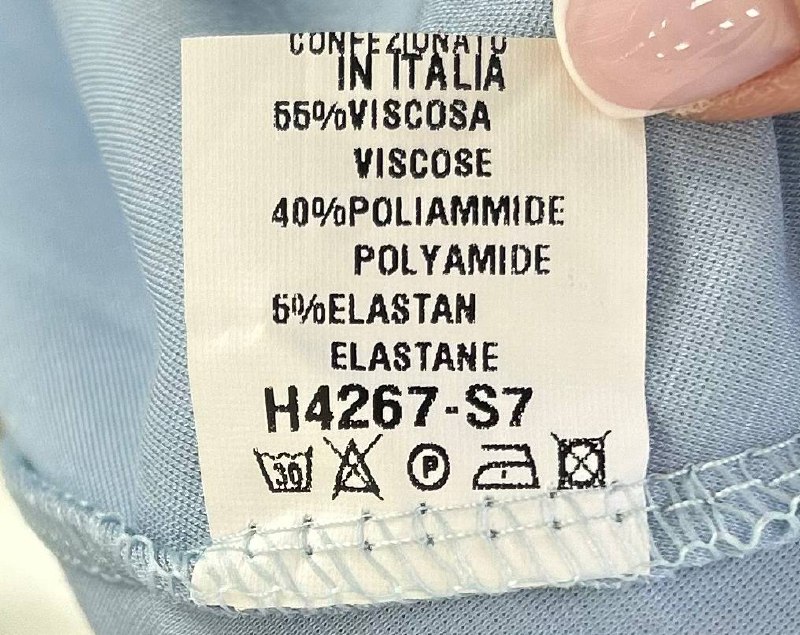 CONFEZIONATO
IN ITALIA
55%VISCOSA
VISCOSE
40%POLIAMMIDE
POLYAMIDE
5%ELASTAN
ELASTANE
H4267-S7
30 P